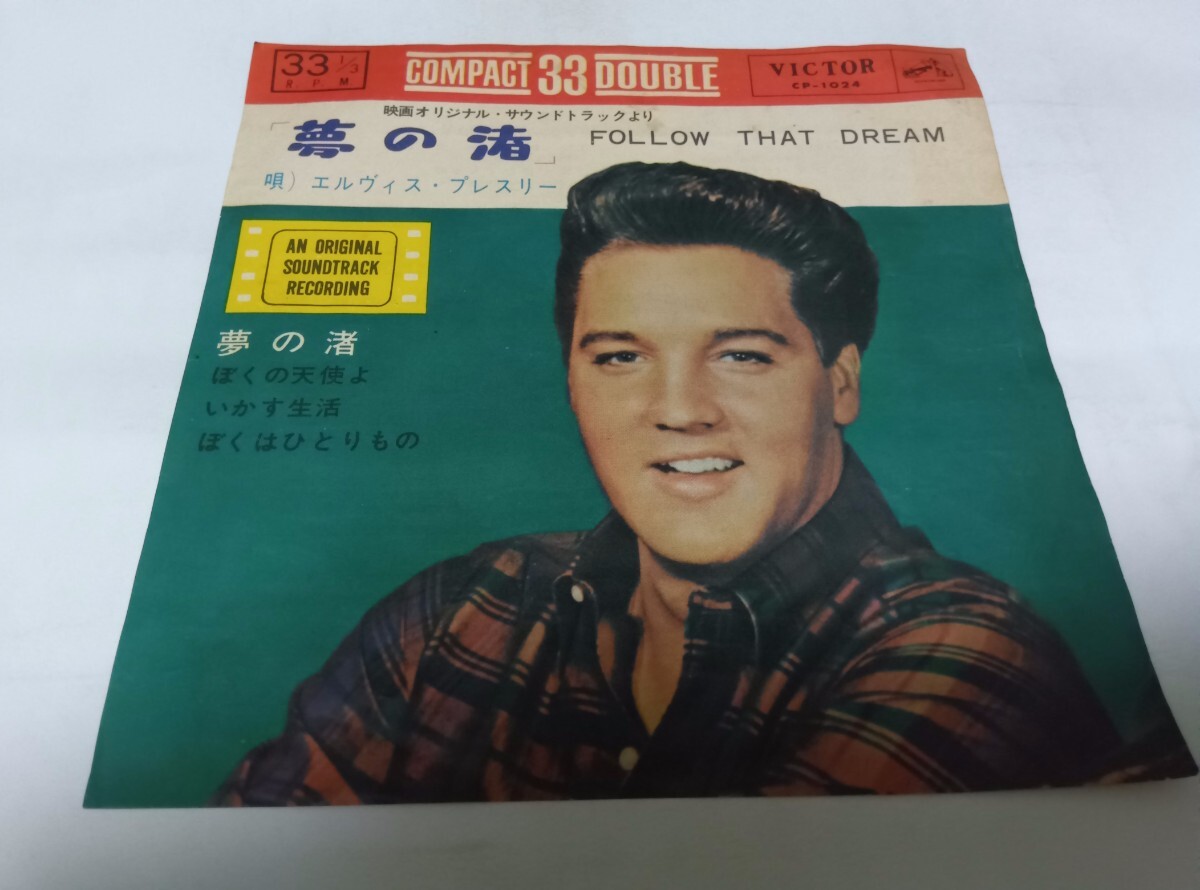 33 1/3
R.P.M
COMPACT 33 DOUBLE
VICTOR
CP-1024
映画オリジナル・サウンドトラックより
「夢の渚」 FOLLOW THAT DREAM
唄）エルヴィス・プレスリー
AN ORIGINAL
SOUNDTRACK
RECORDING
夢の渚
ぼくの天使よ
いかす生活
ぼくはひとりもの